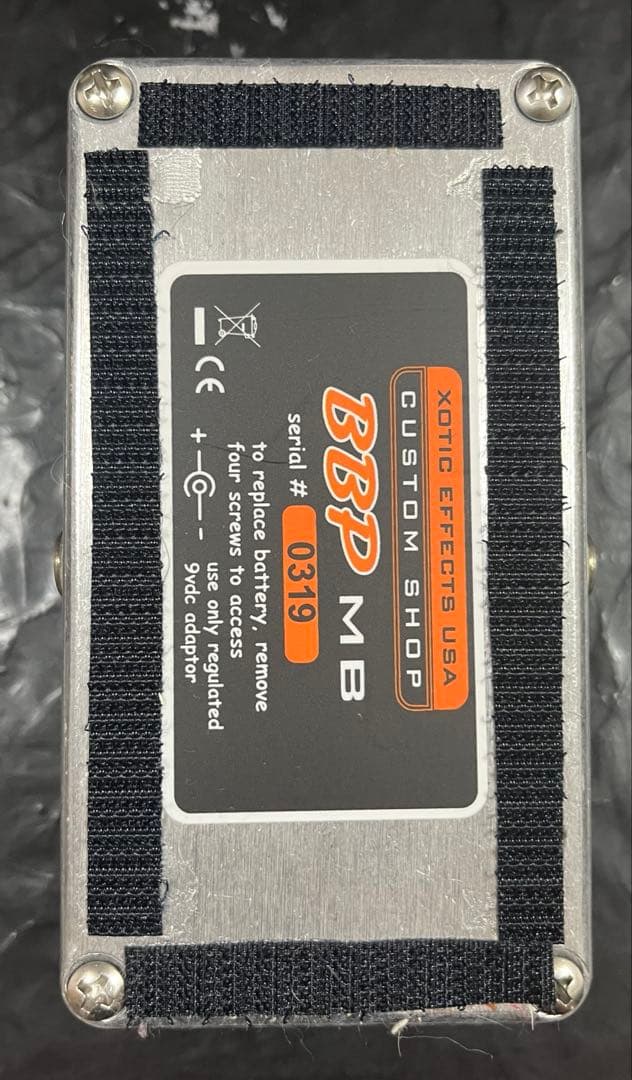 XOTIC EFFECTS USA
CUSTOM SHOP
BBP MB
serial # 0319
to replace battery, remove
four screws to access
+ - use only regulated
9vdc adaptor
CE